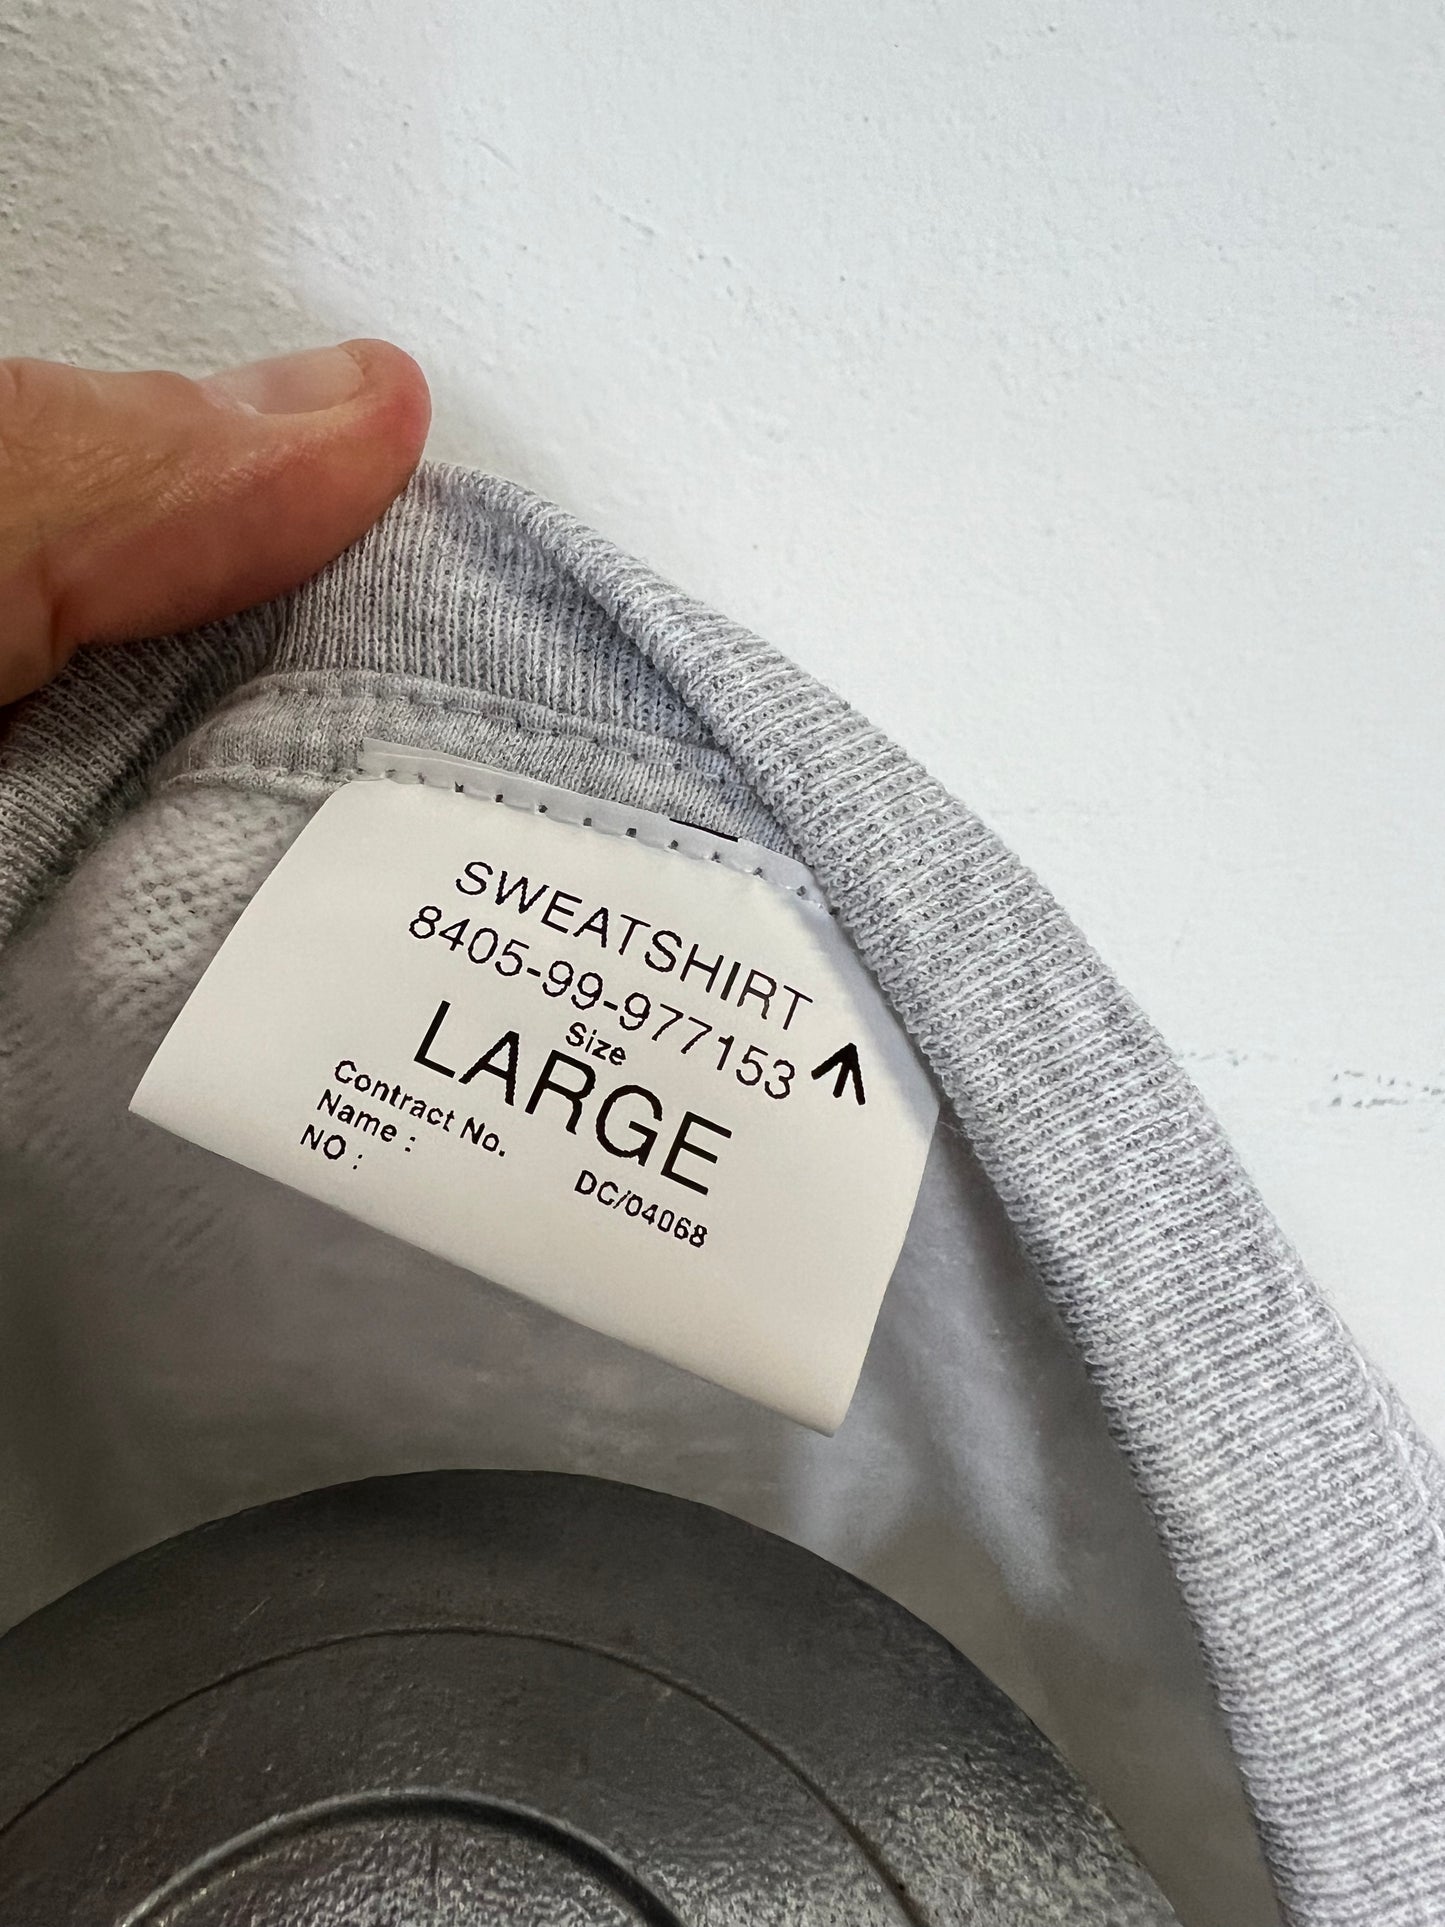 SWEATSHIRT
8405-99-977153
Size
LARGE
Contract No. DC/04068
Name :
NO :